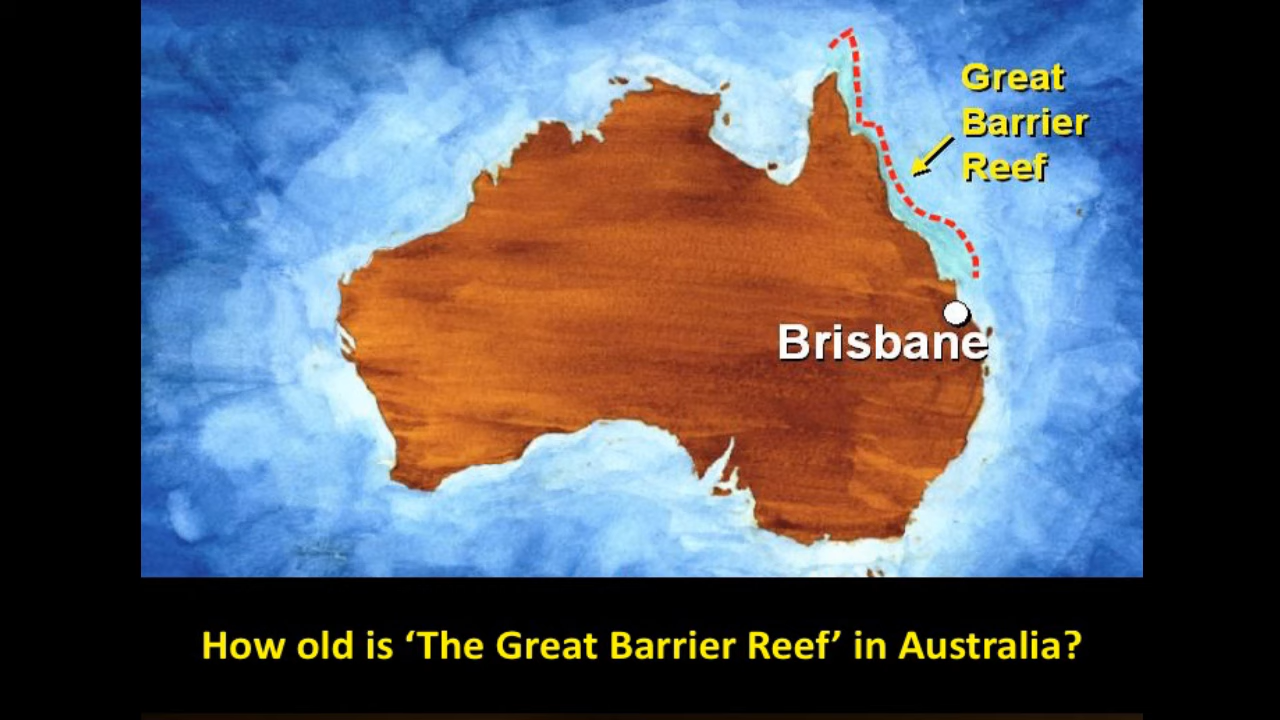 Great
Barrier
Reef
Brisbane
How old is ‘The Great Barrier Reef’ in Australia?